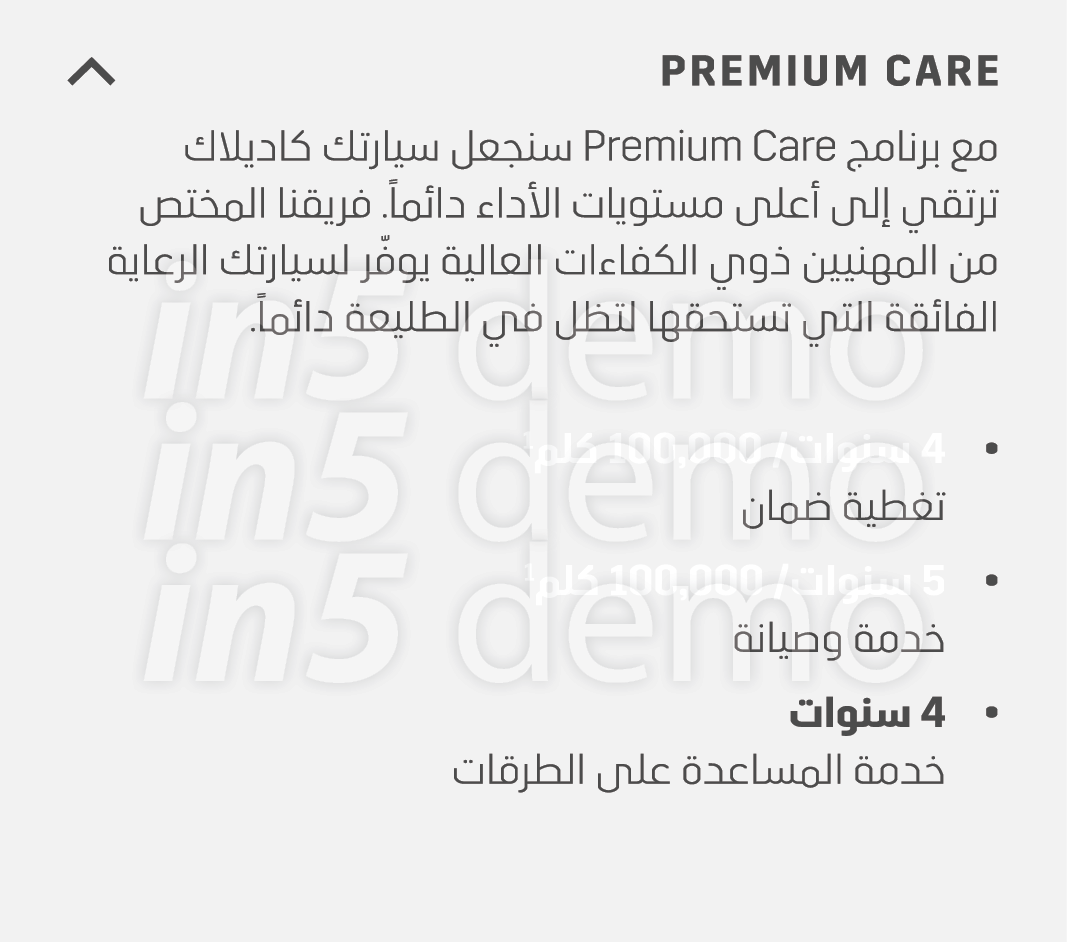 PREMIUM CARE
مع برنامج Premium Care سنجعل سيارتك كاديلاك
ترتقي إلى أعلى مستويات الأداء دائماً. فريقنا المختص
من المهنيين ذوي الكفاءات العالية يوفّر لسيارتك الرعاية
الفائقة التي تستحقها لتظل في الطليعة دائماً.
in5 demo
• 4 سنوات/ 100,000 كلم¹
in5 demo
تغطية ضمان
• 5 سنوات/ 100,000 كلم¹
in5 demo
خدمة وصيانة
• 4 سنوات
خدمة المساعدة على الطرقات